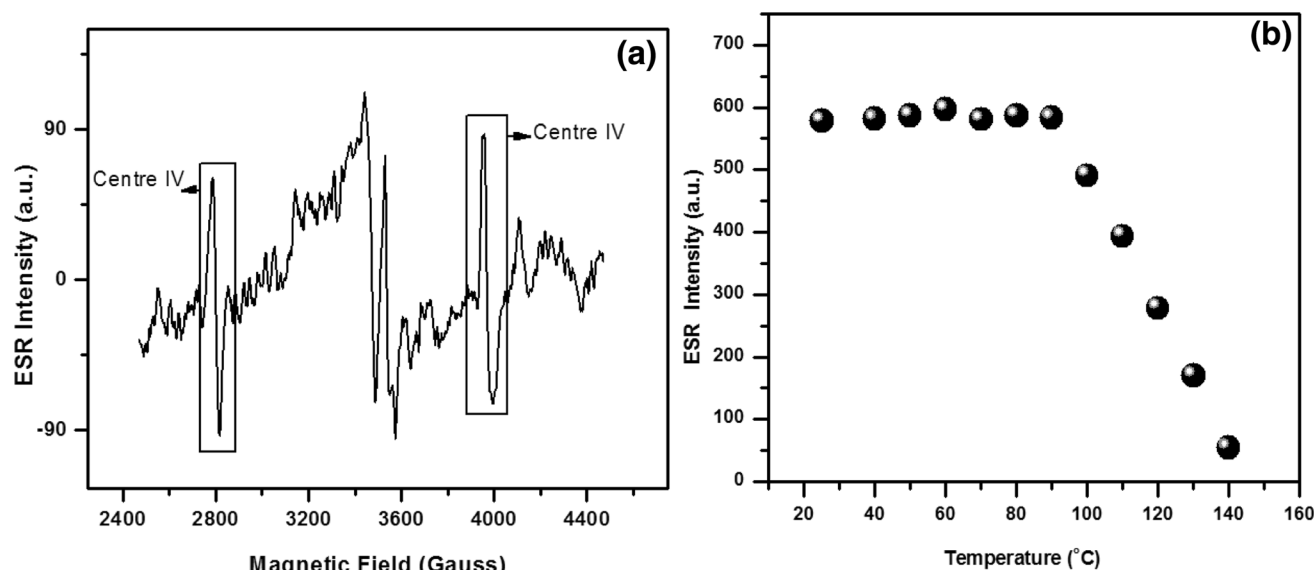 (a)
Centre IV
Centre IV
90
0
-90
ESR Intensity (a.u.)
2400 2800 3200 3600 4000 4400
Magnetic Field (Gauss)
(b)
700
600
500
400
300
200
100
0
ESR Intensity (a.u.)
20 40 60 80 100 120 140 160
Temperature (°C)